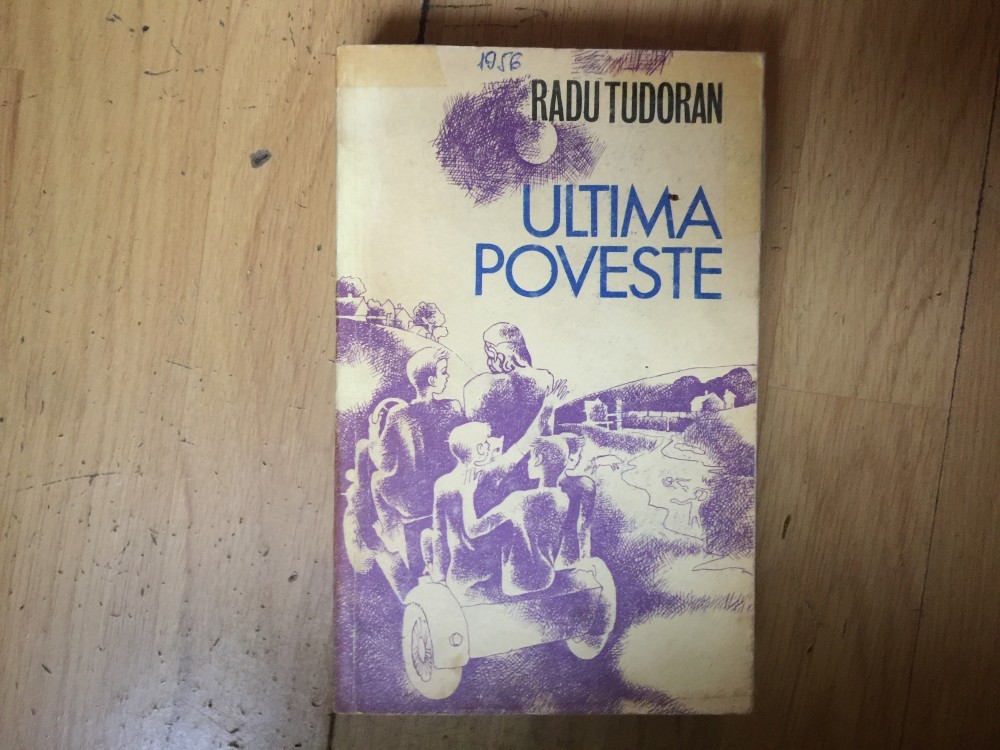 1956
RADU TUDORAN
ULTIMA
POVESTE